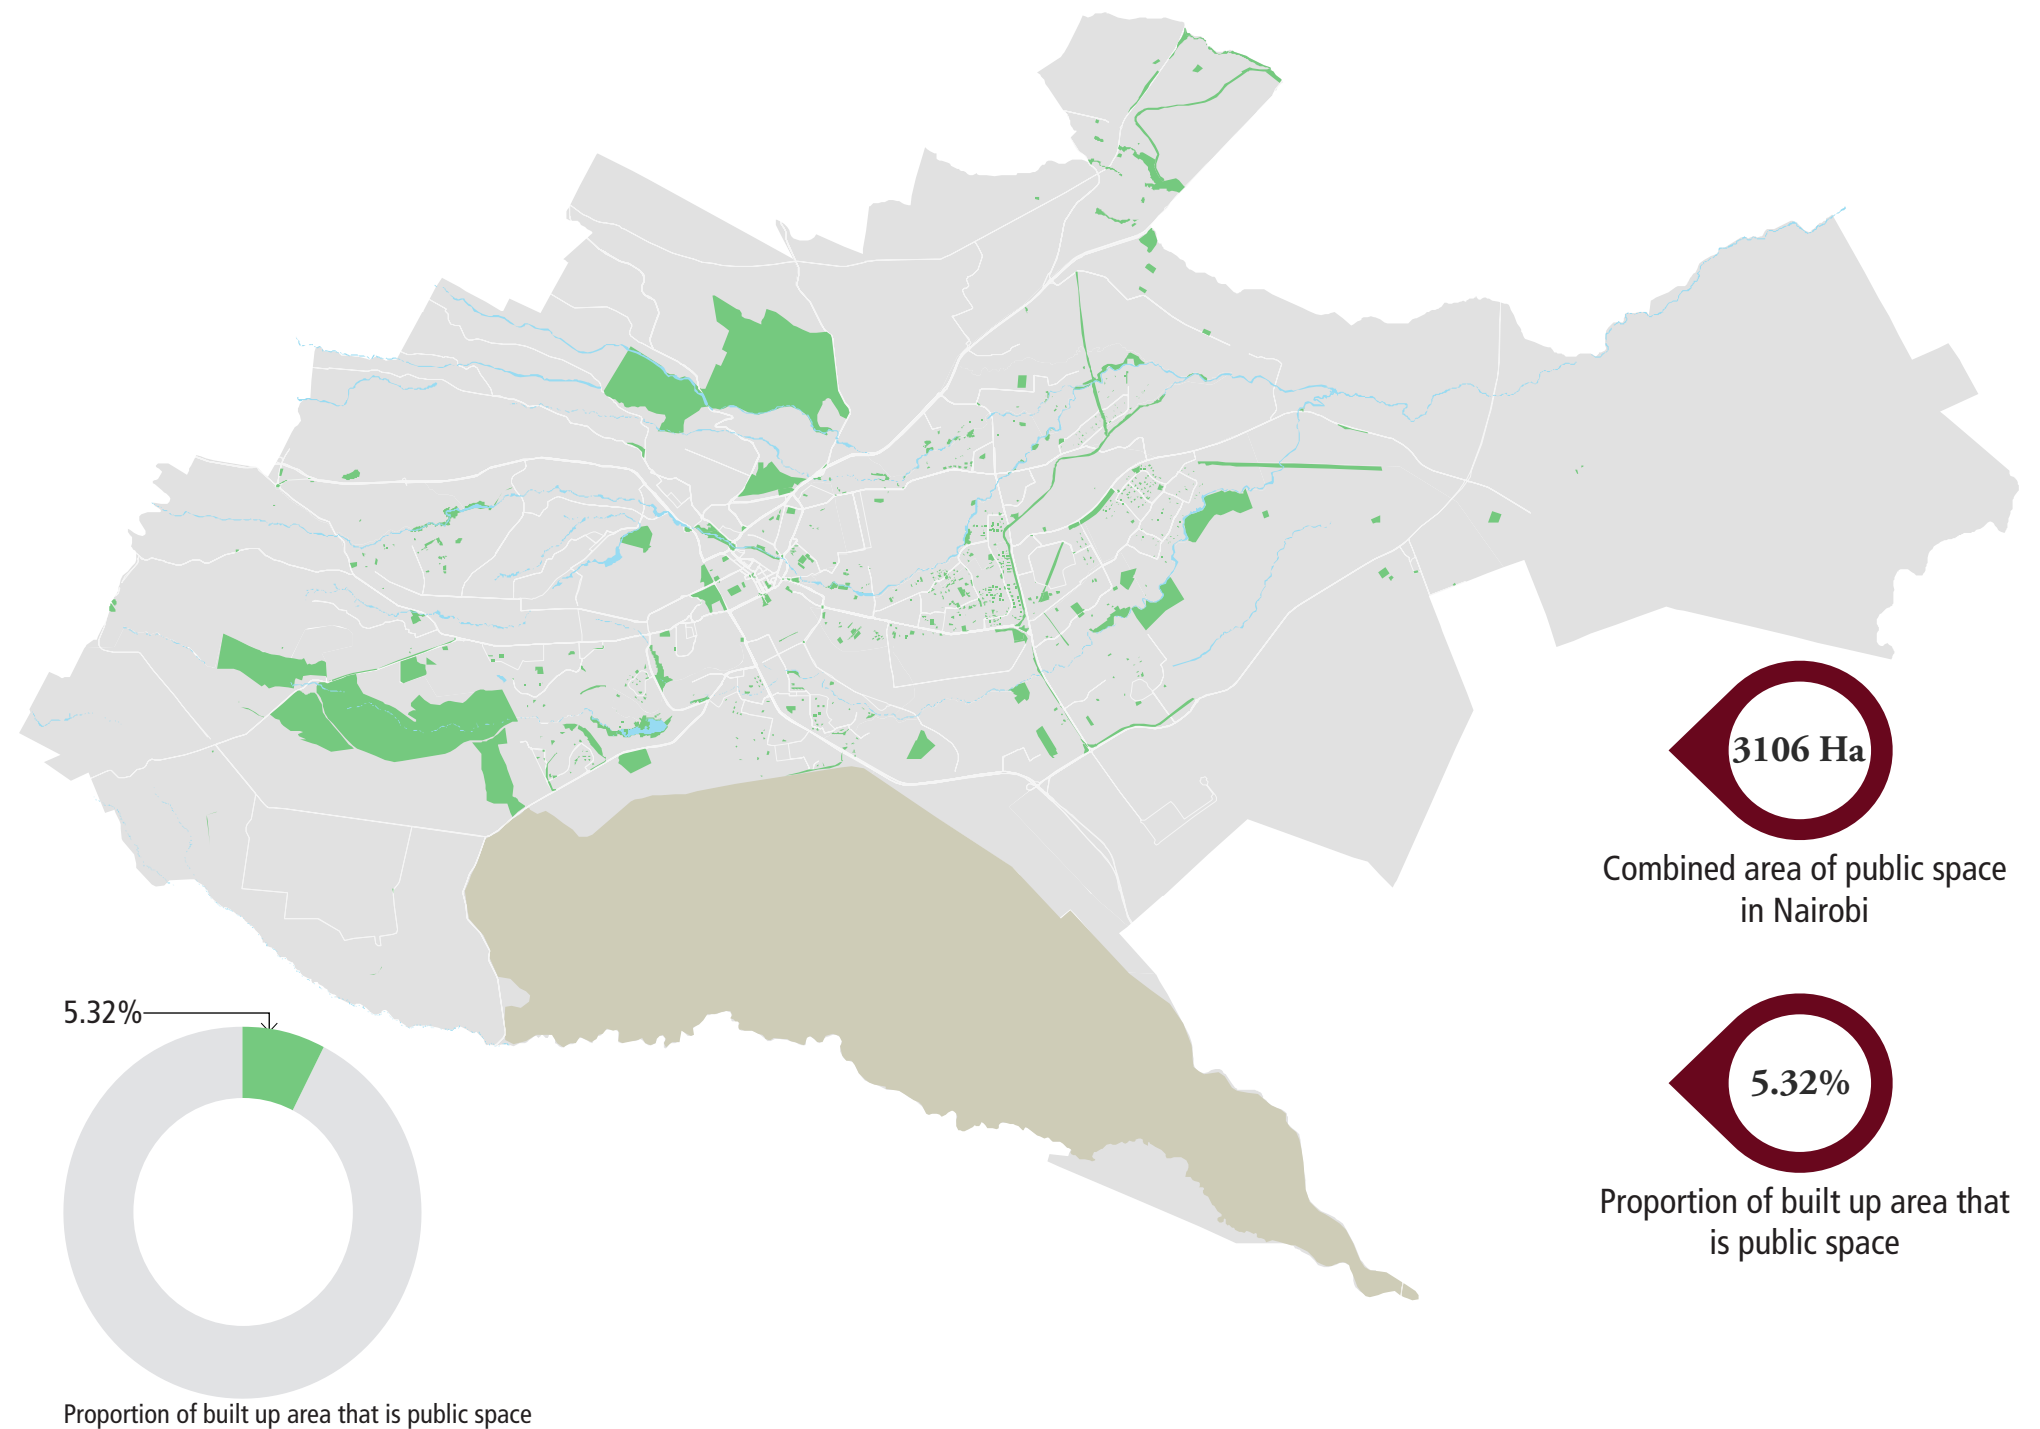 3106 Ha
Combined area of public space
in Nairobi
5.32%
5.32%
Proportion of built up area that
is public space
Proportion of built up area that is public space